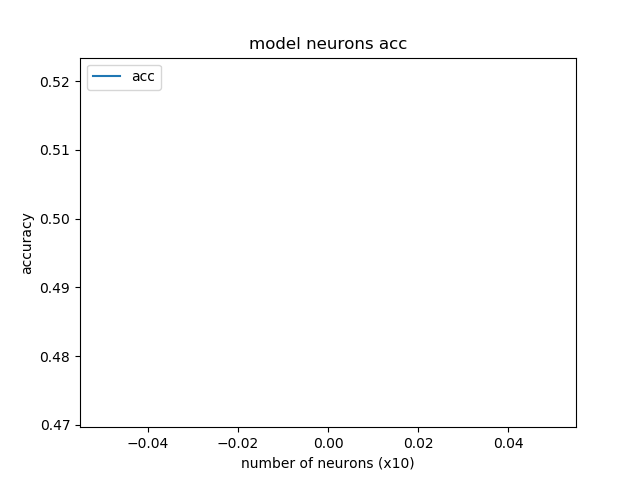 model neurons acc
acc
0.52
0.51
0.50
0.49
0.48
0.47
accuracy
−0.04 −0.02 0.00 0.02 0.04
number of neurons (x10)